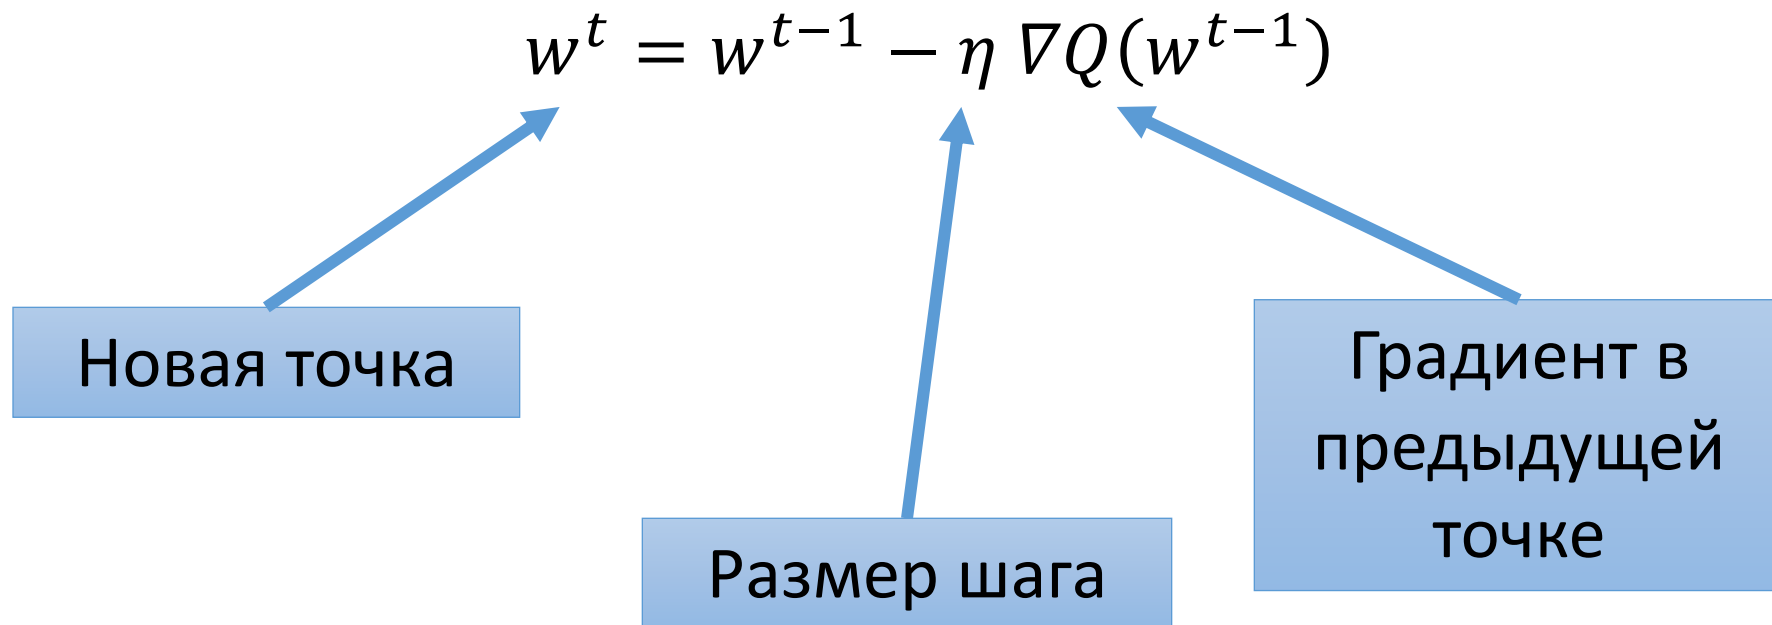 w^t = w^{t−1} − η ∇Q(w^{t−1})
Новая точка
Размер шага
Градиент в
предыдущей
точке